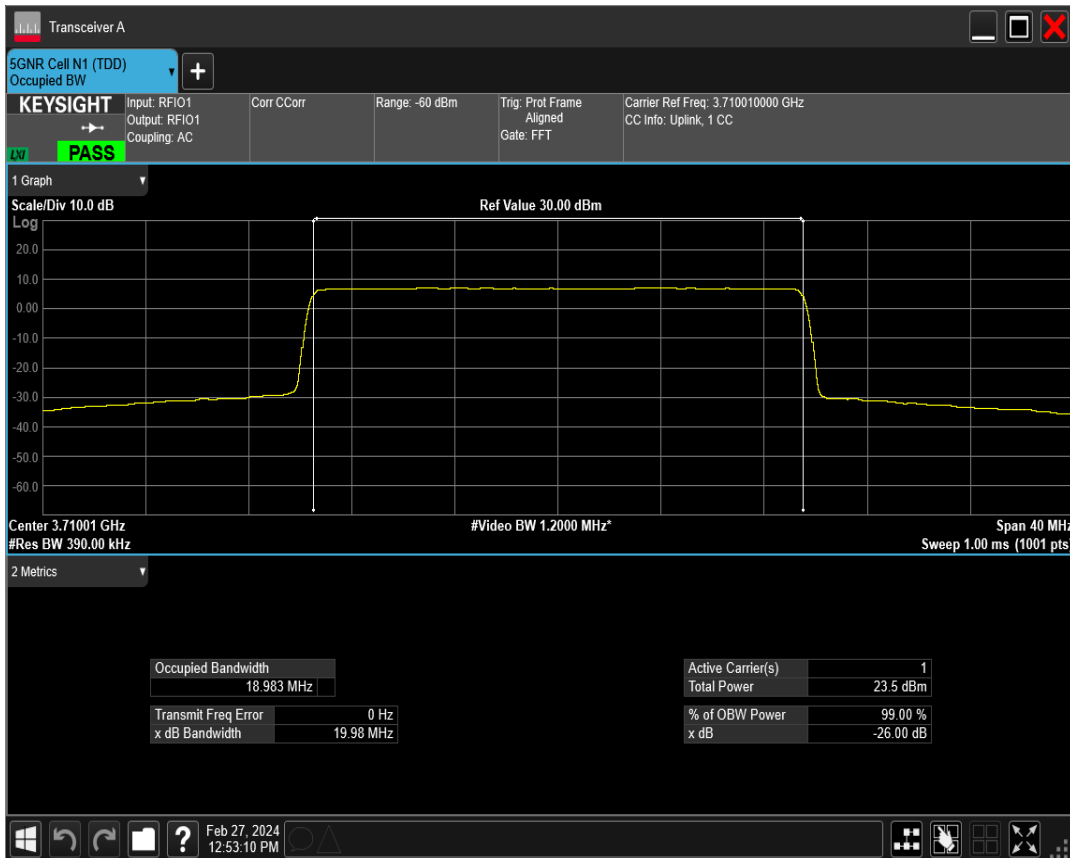 Transceiver A
5GNR Cell N1 (TDD)
Occupied BW
KEYSIGHT
LXI
PASS
Input: RFIO1
Output: RFIO1
Coupling: AC
Corr CCorr
Range: -60 dBm
Trig: Prot Frame
Aligned
Gate: FFT
Carrier Ref Freq: 3.710010000 GHz
CC Info: Uplink, 1 CC
1 Graph
Scale/Div 10.0 dB
Ref Value 30.00 dBm
Log
20.0
10.0
0.00
-10.0
-20.0
-30.0
-40.0
-50.0
-60.0
Center 3.71001 GHz
#Video BW 1.2000 MHz*
Span 40 MHz
#Res BW 390.00 kHz
Sweep 1.00 ms (1001 pts)
2 Metrics
Occupied Bandwidth
18.983 MHz
Transmit Freq Error 0 Hz
x dB Bandwidth 19.98 MHz
Active Carrier(s) 1
Total Power 23.5 dBm
% of OBW Power 99.00 %
x dB -26.00 dB
?
Feb 27, 2024
12:53:10 PM